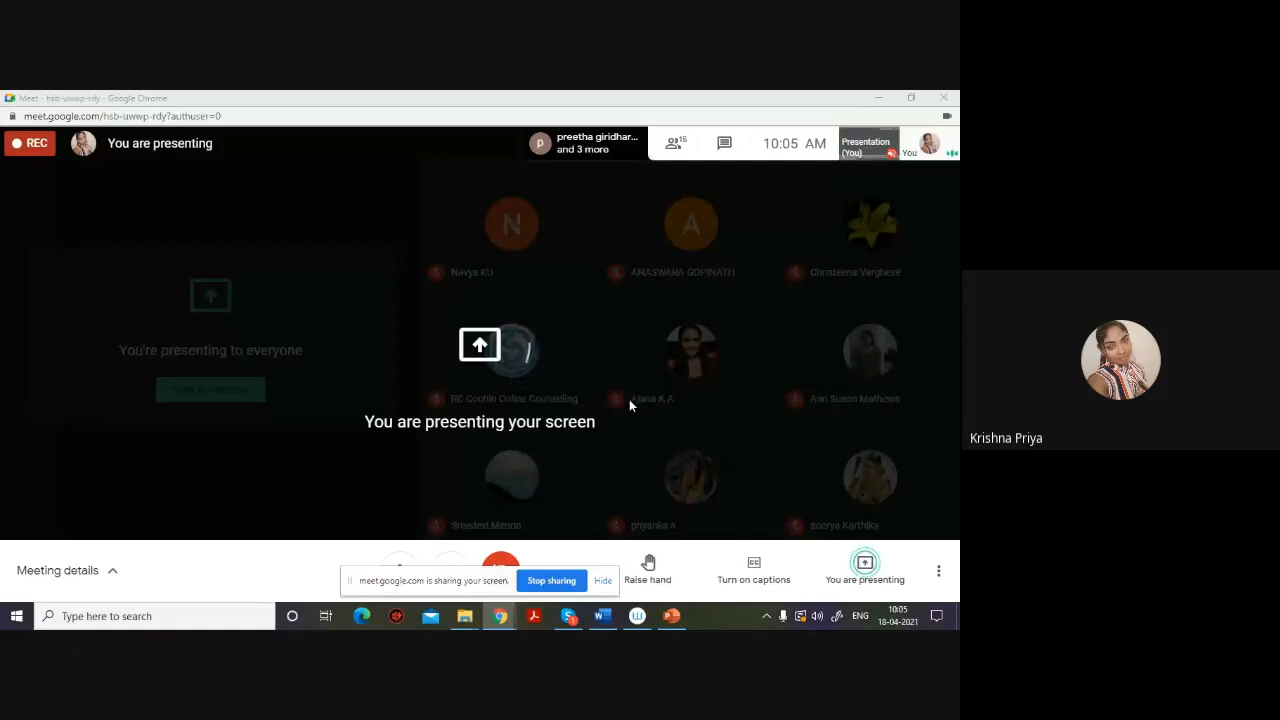 Meet - hsb-uwwp-rdy - Google Chrome
meet.google.com/hsb-uwwp-rdy?authuser=0
REC
You are presenting
p
preetha giridhar...
and 3 more
15
10:05 AM
Presentation
(You)
You
N
A
Navya KU
ANASWARA GOPINATH
Christeena Varghese
You're presenting to everyone
RC Cochin Online Counseling
Ajana K A
Ann Susan Mathews
You are presenting your screen
Krishna Priya
Sreedevi Menon
priyanka s
soorya Karthika
Meeting details
meet.google.com is sharing your screen.
Stop sharing
Hide
Raise hand
Turn on captions
You are presenting
Type here to search
ENG
10:05
18-04-2021